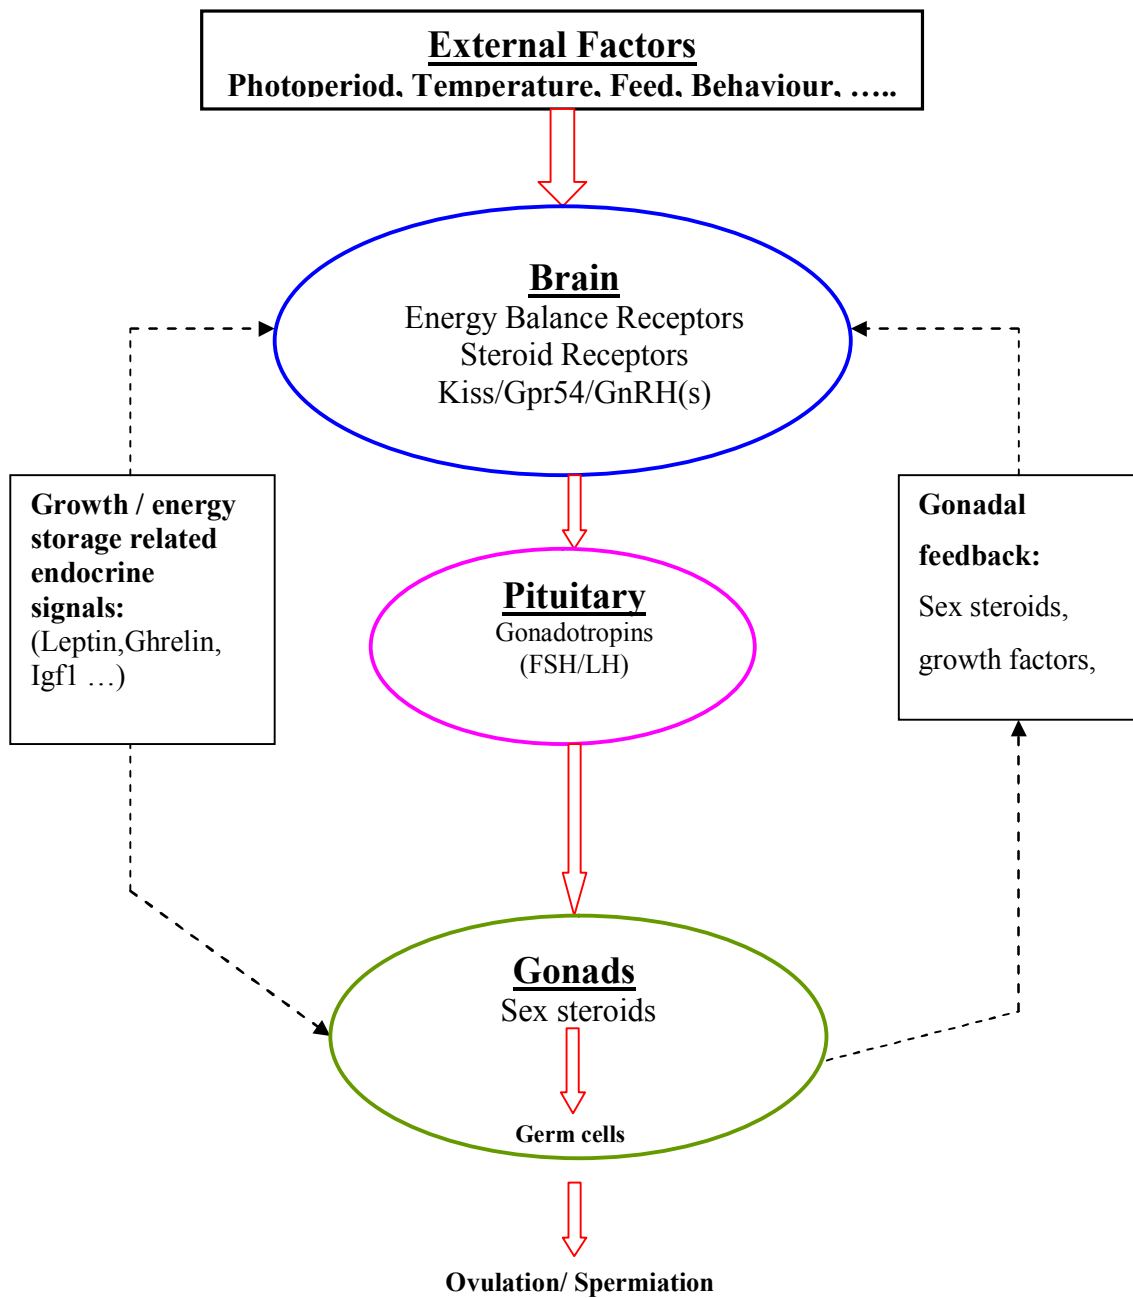 External Factors
Photoperiod, Temperature, Feed, Behaviour, …..
Brain
Energy Balance Receptors
Steroid Receptors
Kiss/Gpr54/GnRH(s)
Growth / energy
storage related
endocrine
signals:
(Leptin,Ghrelin,
Igf1 …)
Gonadal
feedback:
Sex steroids,
growth factors,
Pituitary
Gonadotropins
(FSH/LH)
Gonads
Sex steroids
Germ cells
Ovulation/ Spermiation